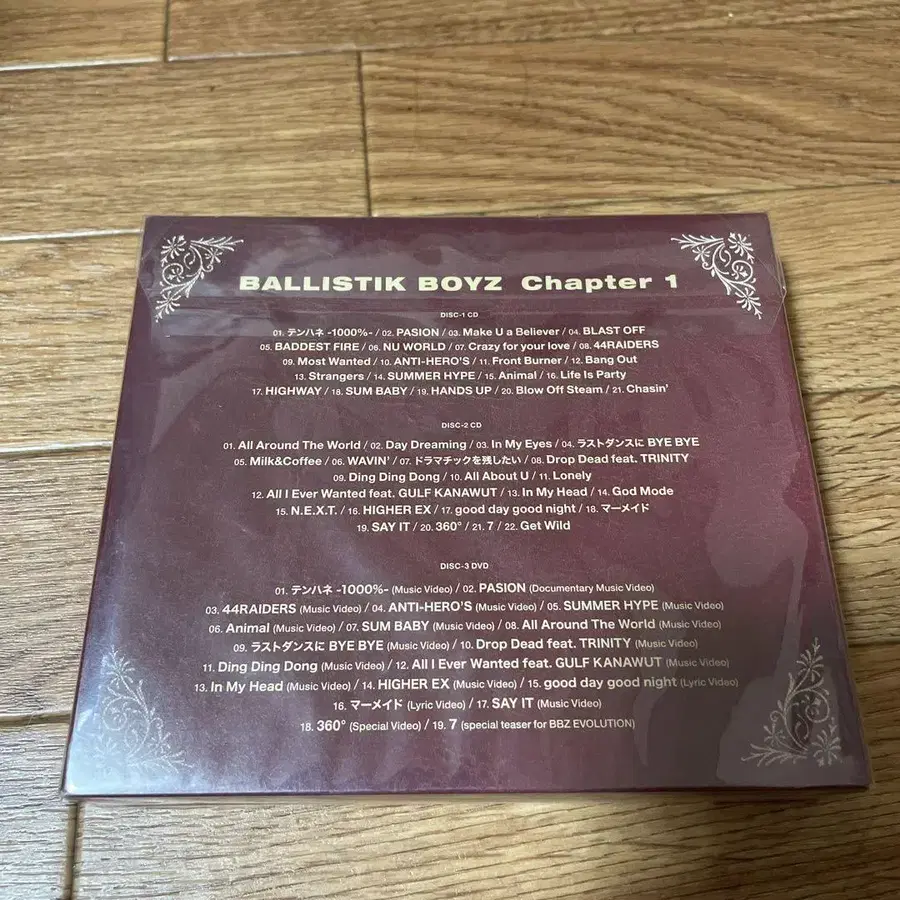 BALLISTIK BOYZ Chapter 1
DISC-1 CD
01. テンハネ -1000%- / 02. PASION / 03. Make U a Believer / 04. BLAST OFF
05. BADDEST FIRE / 06. NU WORLD / 07. Crazy for your love / 08. 44RAIDERS
09. Most Wanted / 10. ANTI-HERO'S / 11. Front Burner / 12. Bang Out
13. Strangers / 14. SUMMER HYPE / 15. Animal / 16. Life Is Party
17. HIGHWAY / 18. SUM BABY / 19. HANDS UP / 20. Blow Off Steam / 21. Chasin'
DISC-2 CD
01. All Around The World / 02. Day Dreaming / 03. In My Eyes / 04. ラストダンスに BYE BYE
05. Milk&Coffee / 06. WAVIN' / 07. ドラマチックを残したい / 08. Drop Dead feat. TRINITY
09. Ding Ding Dong / 10. All About U / 11. Lonely
12. All I Ever Wanted feat. GULF KANAWUT / 13. In My Head / 14. God Mode
15. N.E.X.T. / 16. HIGHER EX / 17. good day good night / 18. マーメイド
19. SAY IT / 20. 360° / 21. 7 / 22. Get Wild
DISC-3 DVD
01. テンハネ -1000%- (Music Video) / 02. PASION (Documentary Music Video)
03. 44RAIDERS (Music Video) / 04. ANTI-HERO'S (Music Video) / 05. SUMMER HYPE (Music Video)
06. Animal (Music Video) / 07. SUM BABY (Music Video) / 08. All Around The World (Music Video)
09. ラストダンスに BYE BYE (Music Video) / 10. Drop Dead feat. TRINITY (Music Video)
11. Ding Ding Dong (Music Video) / 12. All I Ever Wanted feat. GULF KANAWUT (Music Video)
13. In My Head (Music Video) / 14. HIGHER EX (Music Video) / 15. good day good night (Lyric Video)
16. マーメイド (Lyric Video) / 17. SAY IT (Music Video)
18. 360° (Special Video) / 19. 7 (special teaser for BBZ EVOLUTION)